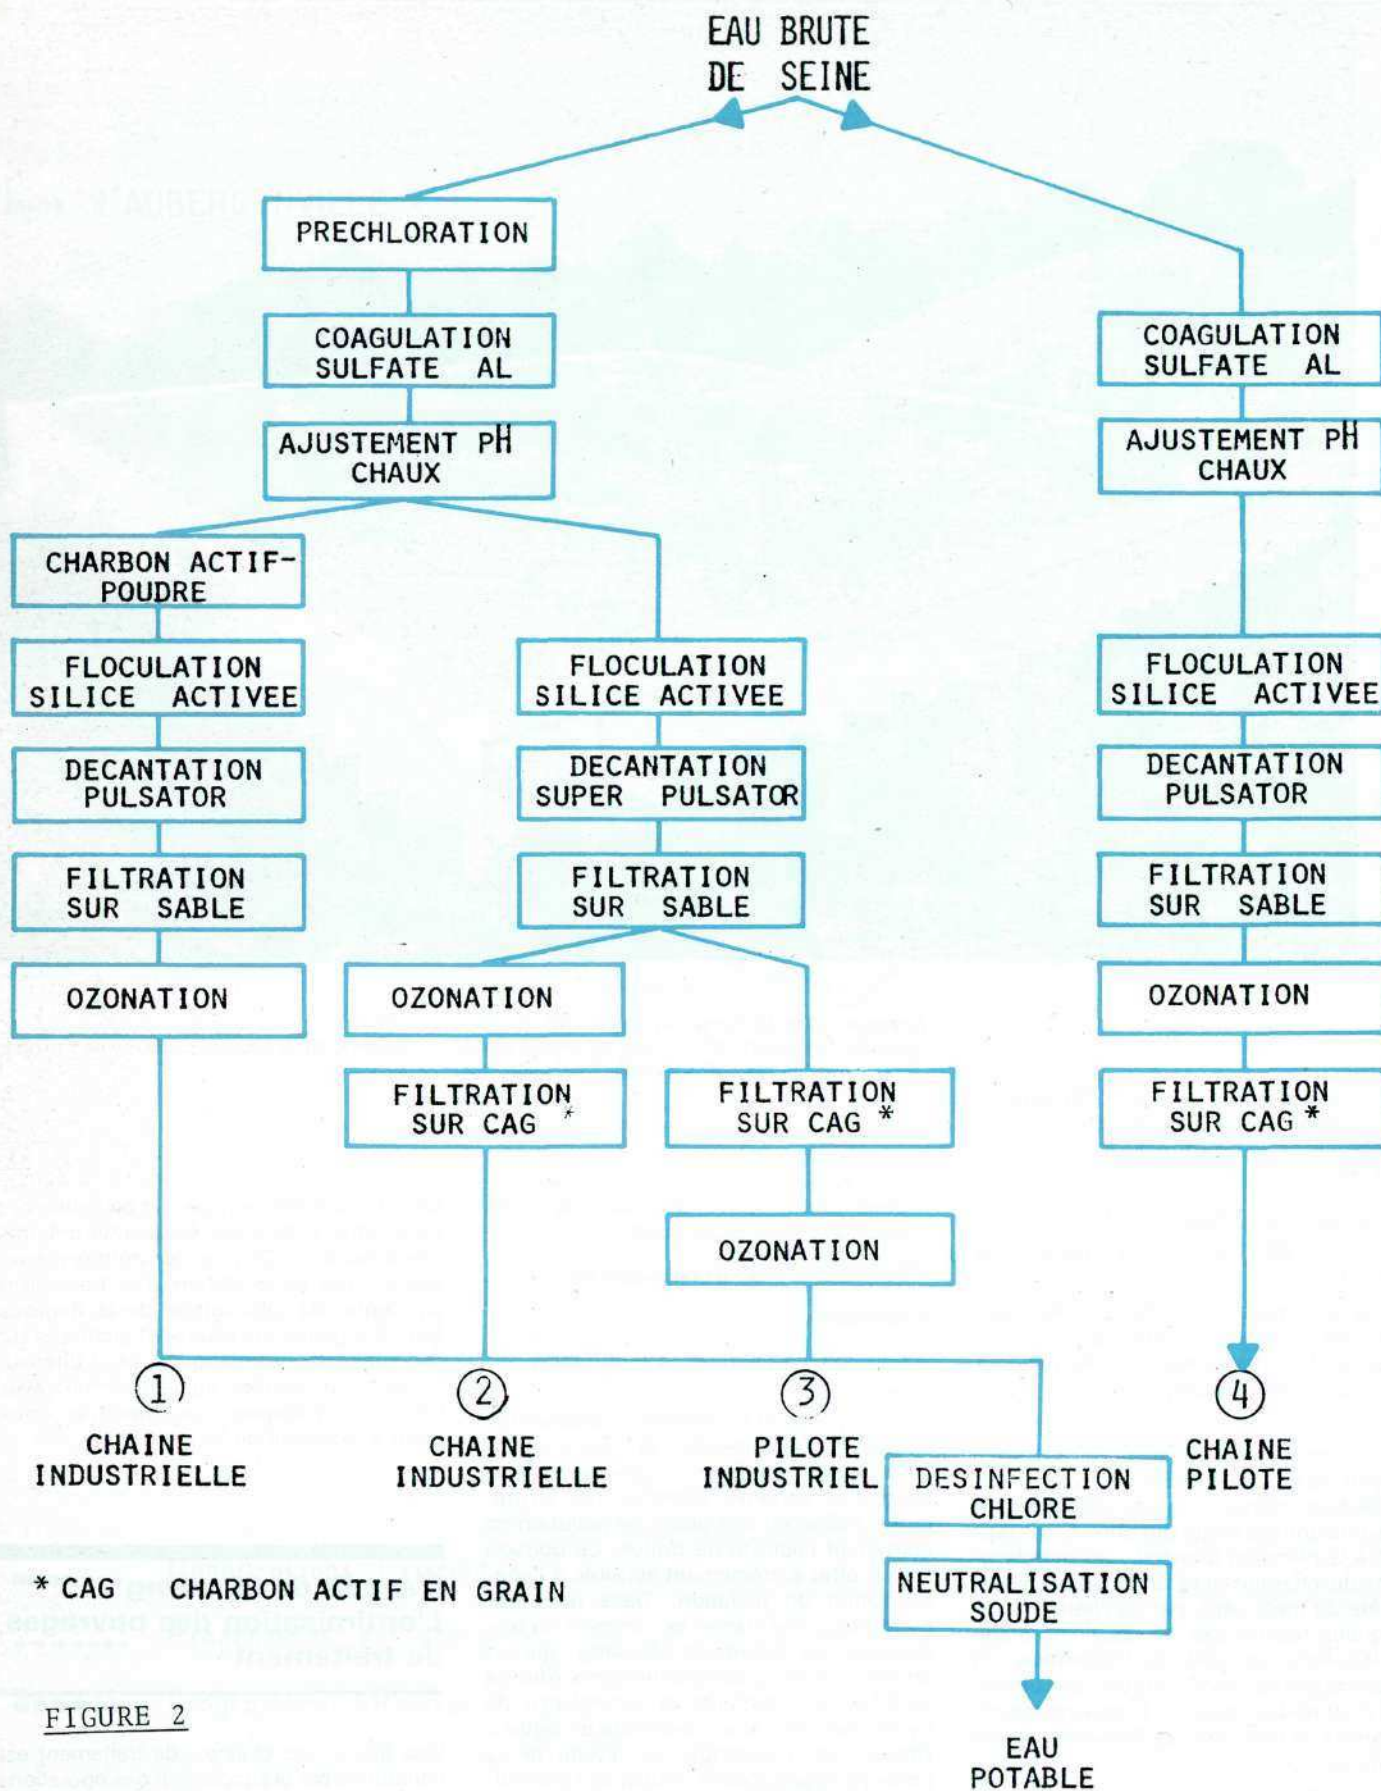 EAU BRUTE
DE SEINE
PRECHLORATION
COAGULATION
SULFATE AL
AJUSTEMENT PH
CHAUX
COAGULATION
SULFATE AL
AJUSTEMENT PH
CHAUX
CHARBON ACTIF-
POUDRE
FLOCULATION
SILICE ACTIVEE
DECANTATION
PULSATOR
FILTRATION
SUR SABLE
OZONATION
FLOCULATION
SILICE ACTIVEE
DECANTATION
SUPER PULSATOR
FILTRATION
SUR SABLE
OZONATION
FILTRATION
SUR CAG *
FILTRATION
SUR CAG *
OZONATION
FLOCULATION
SILICE ACTIVEE
DECANTATION
PULSATOR
FILTRATION
SUR SABLE
OZONATION
FILTRATION
SUR CAG *
1
CHAINE
INDUSTRIELLE
2
CHAINE
INDUSTRIELLE
3
PILOTE
INDUSTRIEL
4
CHAINE
PILOTE
DESINFECTION
CHLORE
NEUTRALISATION
SOUDE
EAU
POTABLE
* CAG CHARBON ACTIF EN GRAIN
FIGURE 2